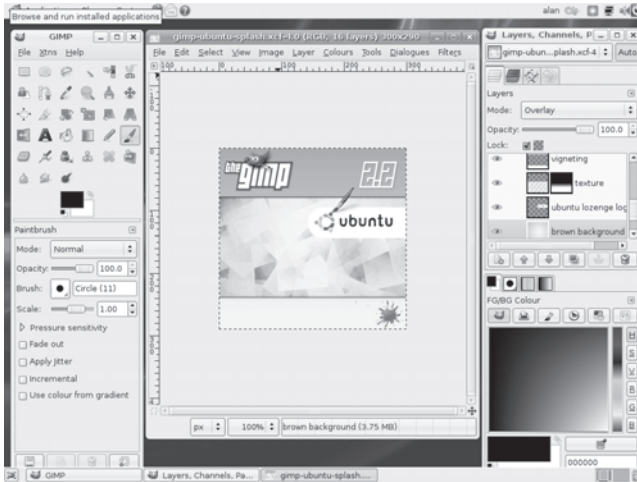 alan
Browse and run installed applications
GIMP
File Xtns Help
Paintbrush
Mode: Normal
Opacity: 100.0
Brush: Circle (11)
Scale: 1.00
Pressure sensitivity
Fade out
Apply Jitter
Incremental
Use colour from gradient
gimp-ubuntu-splash.xcf-4.0 (RGB, 16 layers) 300x290
File Edit Select View Image Layer Colours Tools Dialogues Filters
the gimp
2.2
ubuntu
px 100% brown background (3.75 MB)
Layers, Channels, P
gimp-ubun...plash.xcf-4 Auto
Layers
Mode: Overlay
Opacity: 100.0
Lock:
vigneting
texture
ubuntu lozenge log
brown background
FG/BG Colour
H
S
V
R
G
B
000000
GIMP
Layers, Channels, Pa...
gimp-ubuntu-splash....